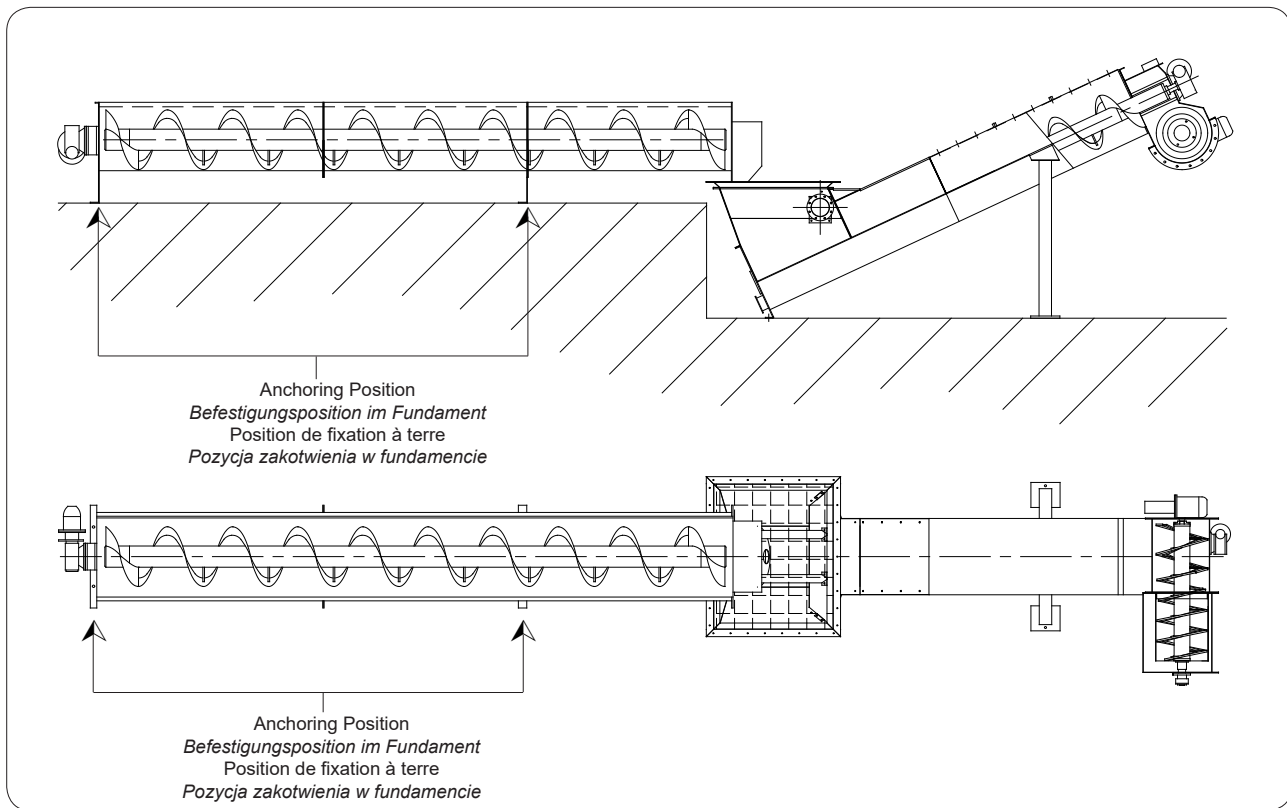 Anchoring Position
Befestigungsposition im Fundament
Position de fixation à terre
Pozycja zakotwienia w fundamencie
Anchoring Position
Befestigungsposition im Fundament
Position de fixation à terre
Pozycja zakotwienia w fundamencie